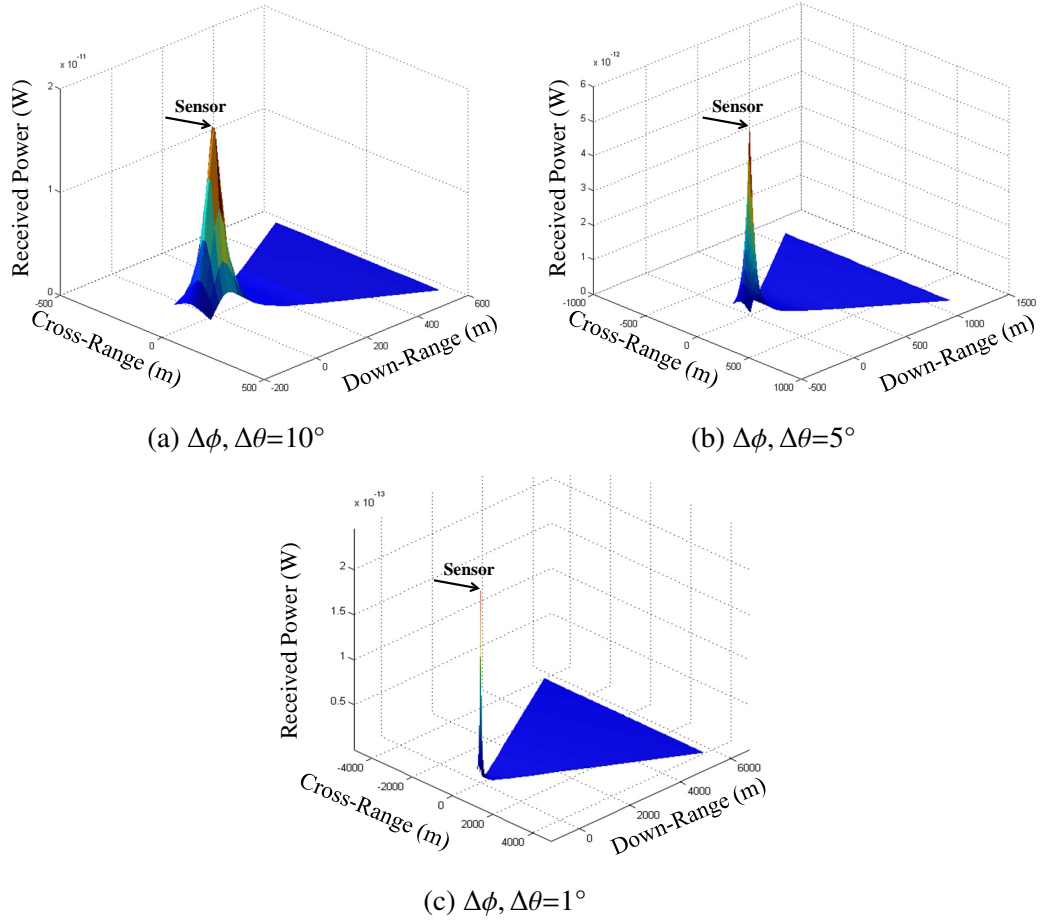 x 10⁻¹¹
2
1
0
Received Power (W)
Sensor
-500
0
500
Cross-Range (m)
-200
0
200
400
600
Down-Range (m)
(a) Δϕ, Δθ=10°
x 10⁻¹²
6
5
4
3
2
1
0
Received Power (W)
Sensor
-1000
-500
0
500
1000
Cross-Range (m)
-500
0
500
1000
1500
Down-Range (m)
(b) Δϕ, Δθ=5°
x 10⁻¹³
2
1.5
1
0.5
Received Power (W)
Sensor
-4000
-2000
0
2000
4000
Cross-Range (m)
0
2000
4000
6000
Down-Range (m)
(c) Δϕ, Δθ=1°